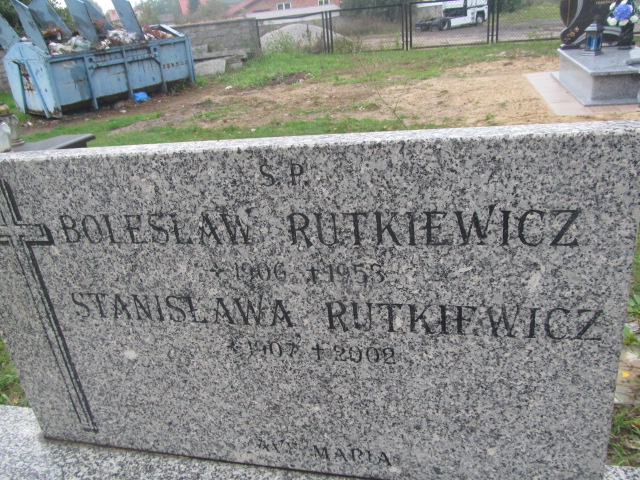 Ś.P.
BOLESŁAW RUTKIEWICZ
* 1906 † 1953
STANISŁAWA RUTKIEWICZ
* 1907 † 2002
AVE MARIA